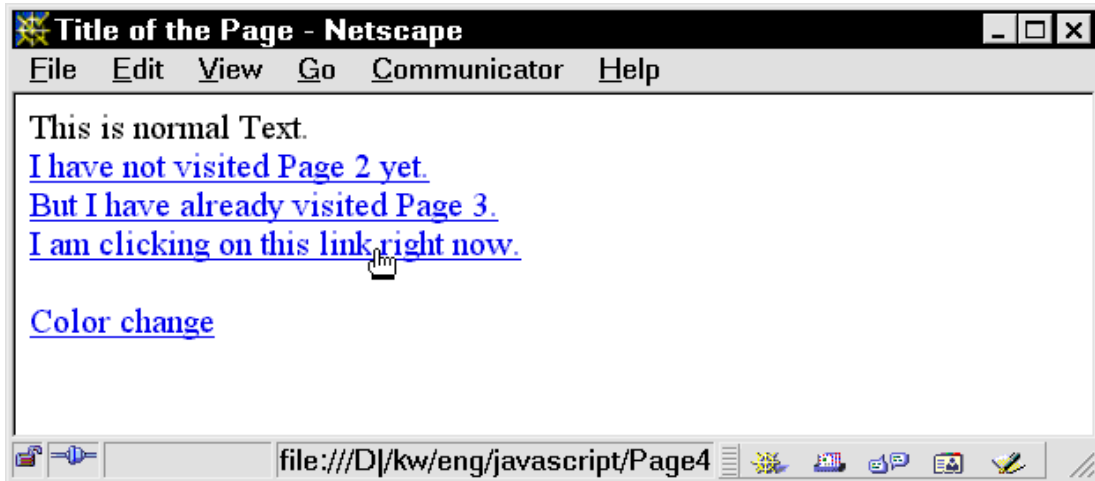 Title of the Page - Netscape
File Edit View Go Communicator Help
This is normal Text.
I have not visited Page 2 yet.
But I have already visited Page 3.
I am clicking on this link right now.
Color change
file:///D|/kw/eng/javascript/Page4